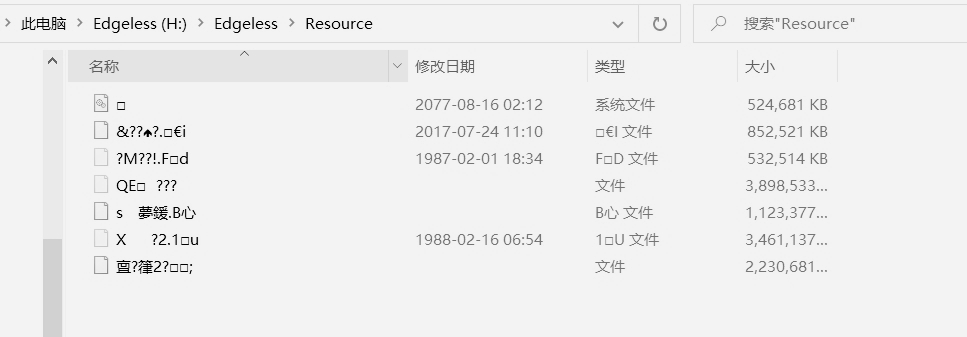 此电脑 > Edgeless (H:) > Edgeless > Resource
搜索"Resource"
名称 修改日期 类型 大小
□ 2077-08-16 02:12 系统文件 524,681 KB
&??♠?.□€i 2017-07-24 11:10 □€I 文件 852,521 KB
?M??!.F□d 1987-02-01 18:34 F□D 文件 532,514 KB
QE□ ??? 文件 3,898,533...
s 夢鍰.B心 B心 文件 1,123,377...
X ?2.1□u 1988-02-16 06:54 1□U 文件 3,461,137...
?2?□□; 文件 2,230,681...